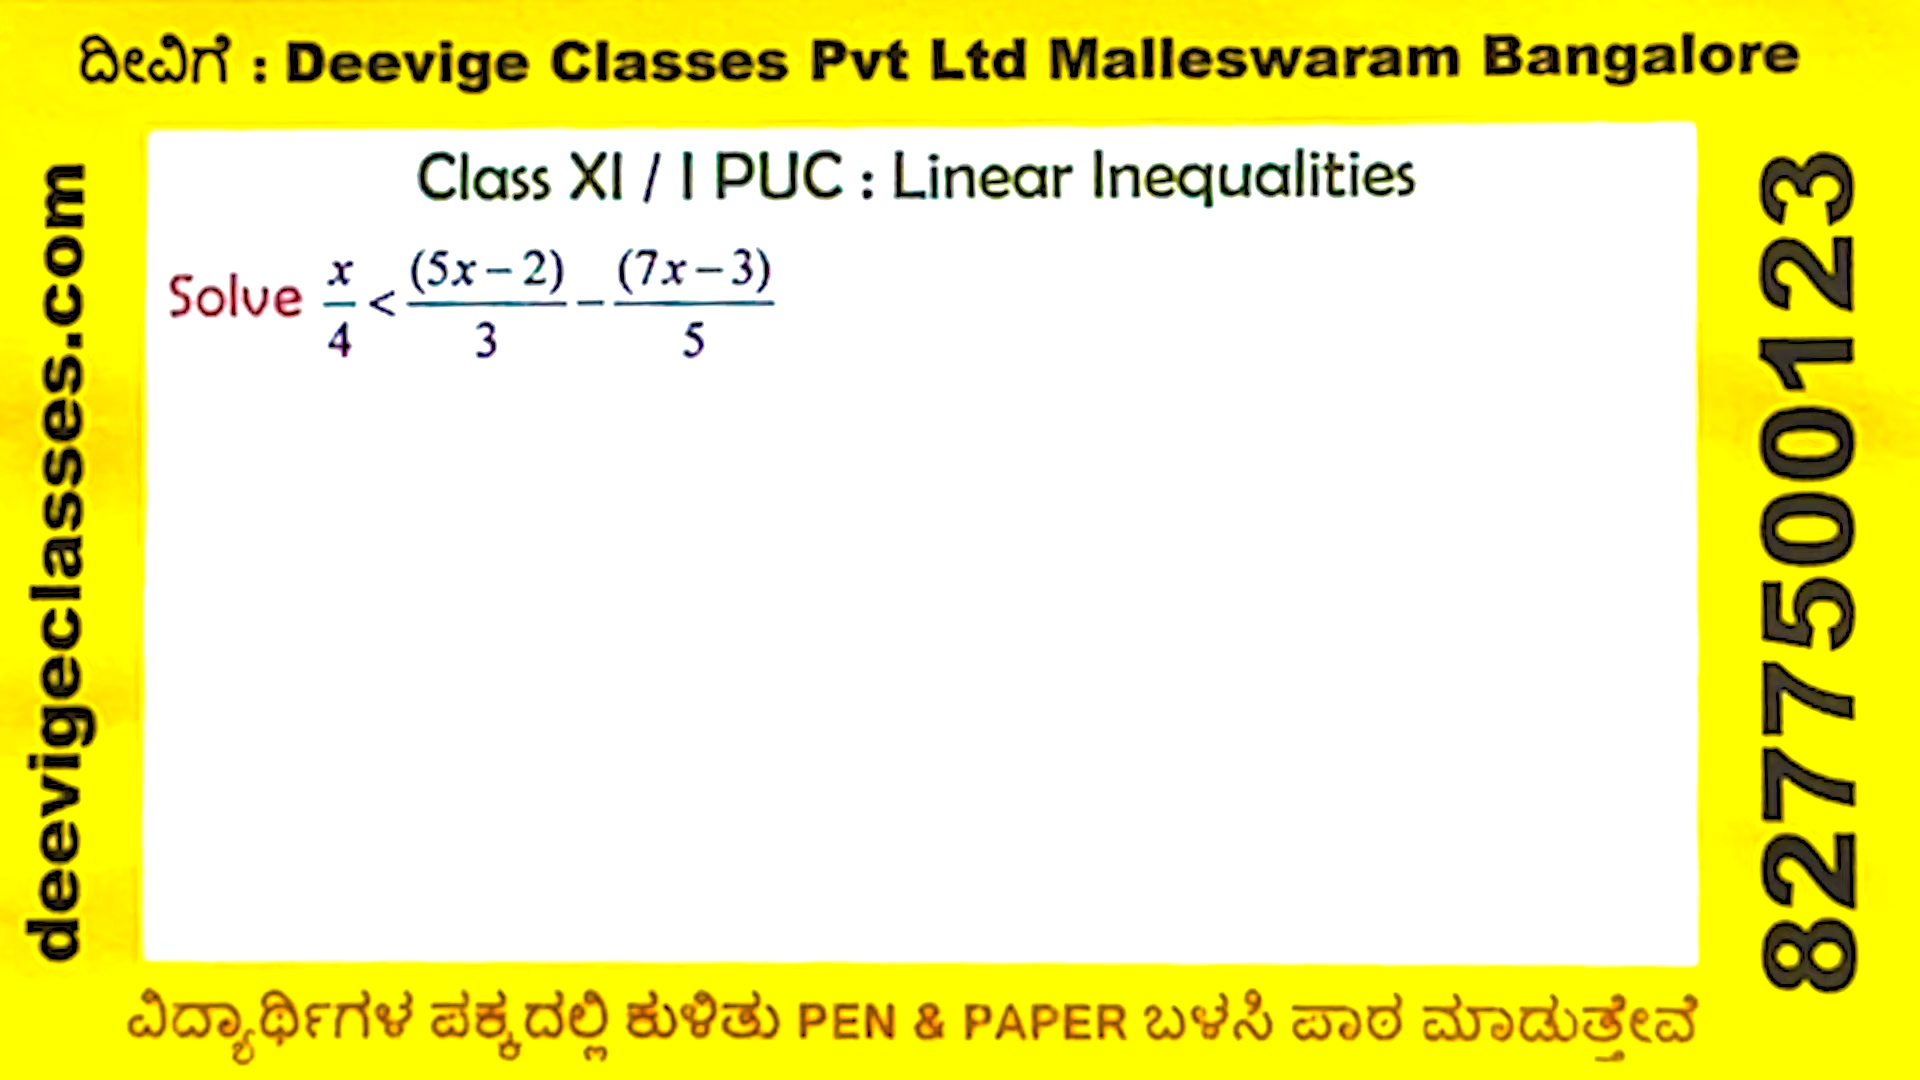 ದೀವಿಗೆ : Deevige Classes Pvt Ltd Malleswaram Bangalore
deevigeclasses.com
Class XI / I PUC : Linear Inequalities
Solve x/4 < (5x − 2)/3 − (7x − 3)/5
8277500123
ವಿದ್ಯಾರ್ಥಿಗಳ ಪಕ್ಕದಲ್ಲಿ ಕುಳಿತು PEN & PAPER ಬಳಸಿ ಪಾಠ ಮಾಡುತ್ತೇವೆ